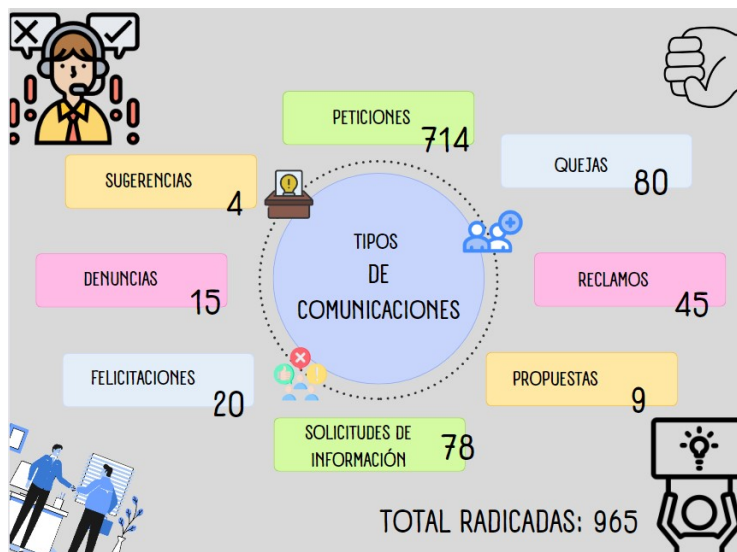 PETICIONES
714
QUEJAS
80
SUGERENCIAS
4
TIPOS
DE
COMUNICACIONES
DENUNCIAS
15
RECLAMOS
45
FELICITACIONES
20
PROPUESTAS
9
SOLICITUDES DE
INFORMACIÓN
78
TOTAL RADICADAS: 965